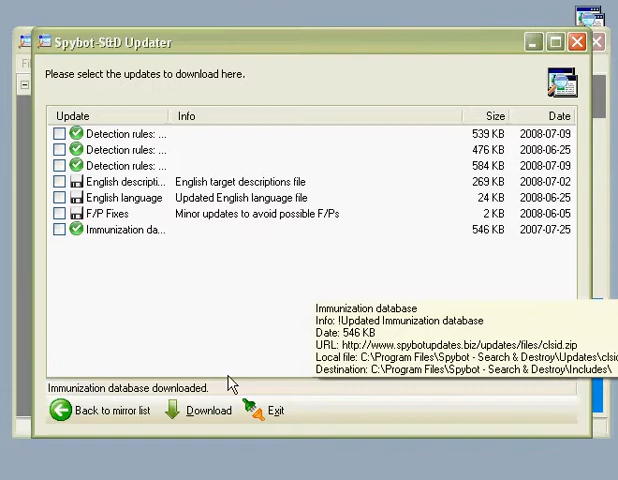 Spybot-S&D Updater
Please select the updates to download here.
Update Info Size Date
Detection rules: ... 539 KB 2008-07-09
Detection rules: ... 476 KB 2008-06-25
Detection rules: ... 584 KB 2008-07-09
English descripti... English target descriptions file 269 KB 2008-07-02
English language Updated English language file 24 KB 2008-06-25
F/P Fixes Minor updates to avoid possible F/Ps 2 KB 2008-06-05
Immunization da... 546 KB 2007-07-25
Immunization database
Info: !Updated Immunization database
Date: 546 KB
URL: http://www.spybotupdates.biz/updates/files/clsid.zip
Local file: C:\Program Files\Spybot - Search & Destroy\Updates\clsid
Destination: C:\Program Files\Spybot - Search & Destroy\Includes\
Immunization database downloaded.
Back to mirror list Download Exit